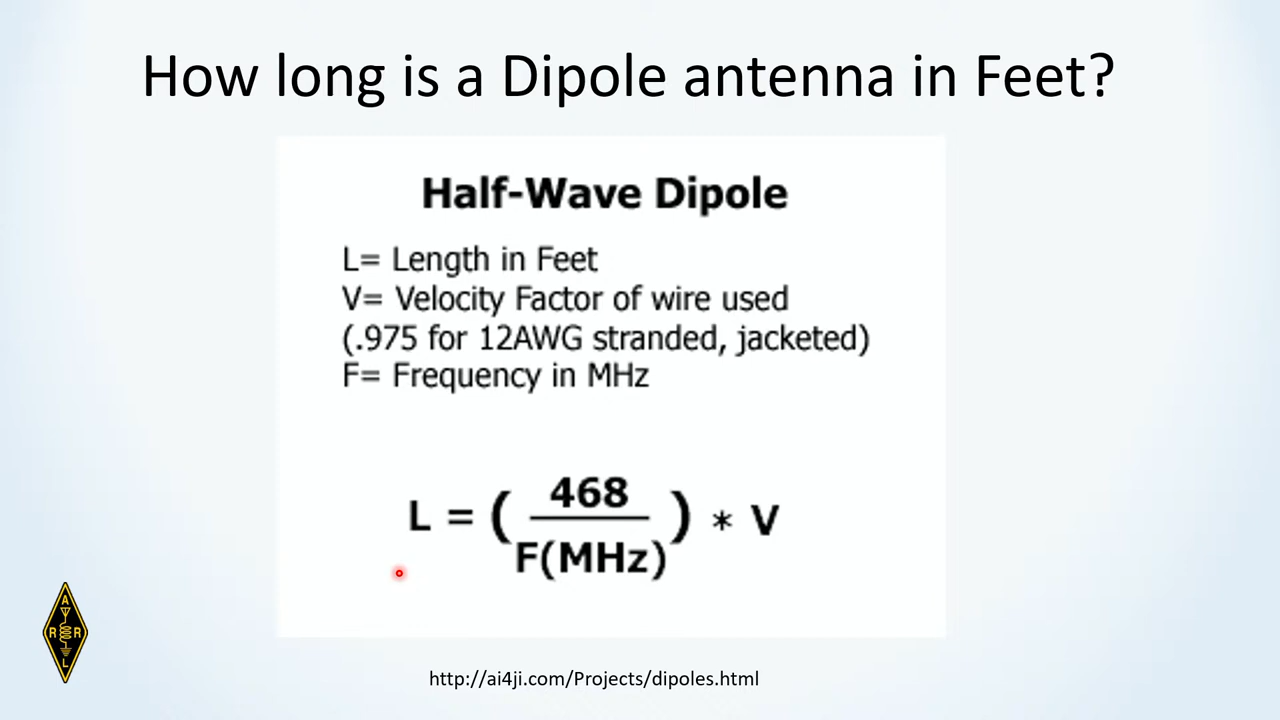 How long is a Dipole antenna in Feet?
Half-Wave Dipole
L= Length in Feet
V= Velocity Factor of wire used
(.975 for 12AWG stranded, jacketed)
F= Frequency in MHz
L = ( 468 / F(MHz) ) * V
A
R R
L
http://ai4ji.com/Projects/dipoles.html